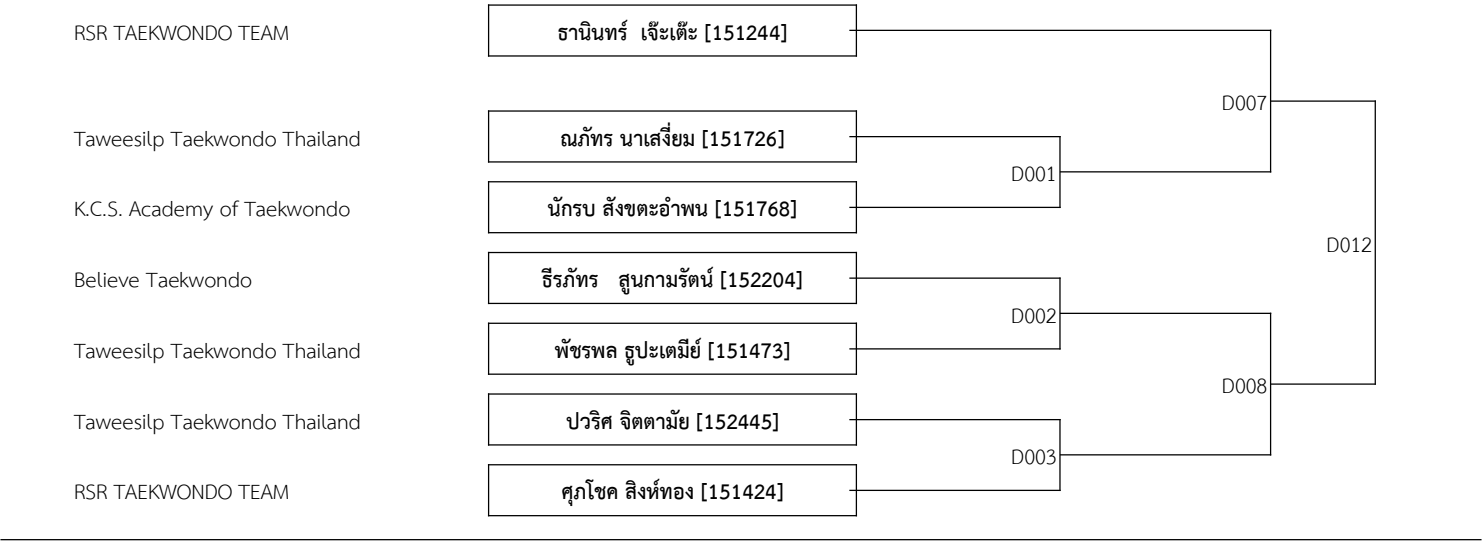 RSR TAEKWONDO TEAM ธานินทร์  เจ๊ะเต๊ะ [151244]
D007
Taweesilp Taekwondo Thailand ณภัทร นาเสงี่ยม [151726]
D001
K.C.S. Academy of Taekwondo นักรบ สังขตะอำพน [151768]
D012
Believe Taekwondo ธีรภัทร   สูนกามรัตน์ [152204]
D002
Taweesilp Taekwondo Thailand พัชรพล ธูปะเตมีย์ [151473]
D008
Taweesilp Taekwondo Thailand ปวริศ จิตตามัย [152445]
D003
RSR TAEKWONDO TEAM ศุภโชค สิงห์ทอง [151424]